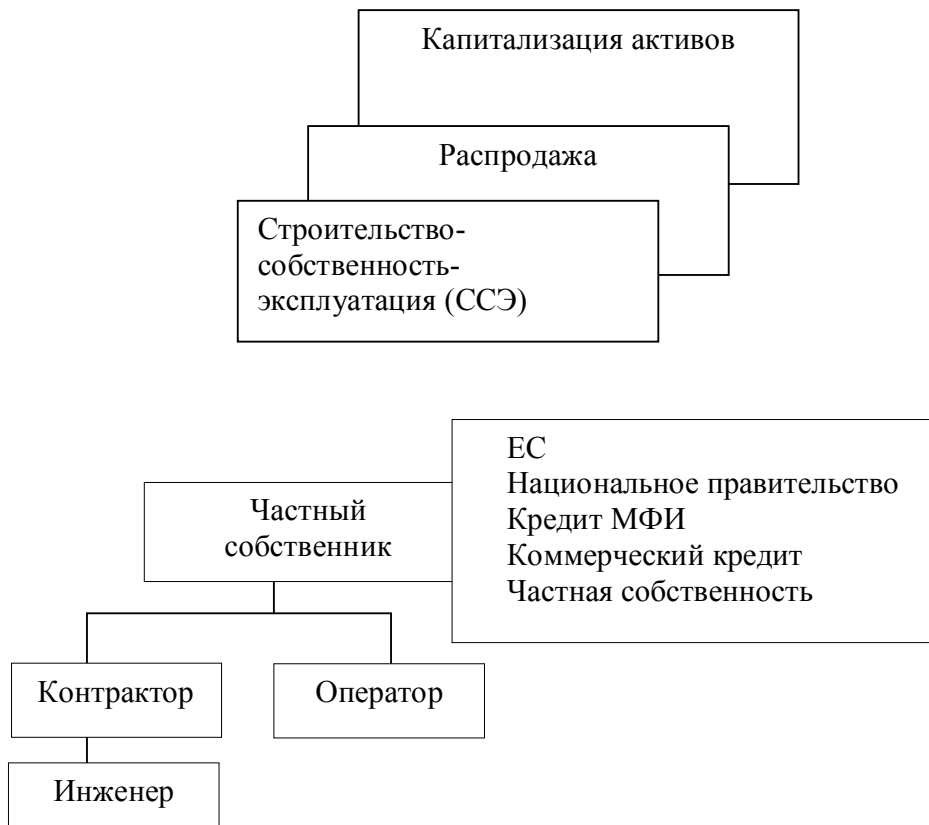 Капитализация активов
Распродажа
Строительство-
собственность-
эксплуатация (ССЭ)
ЕС
Национальное правительство
Кредит МФИ
Коммерческий кредит
Частная собственность
Частный
собственник
Контрактор
Оператор
Инженер